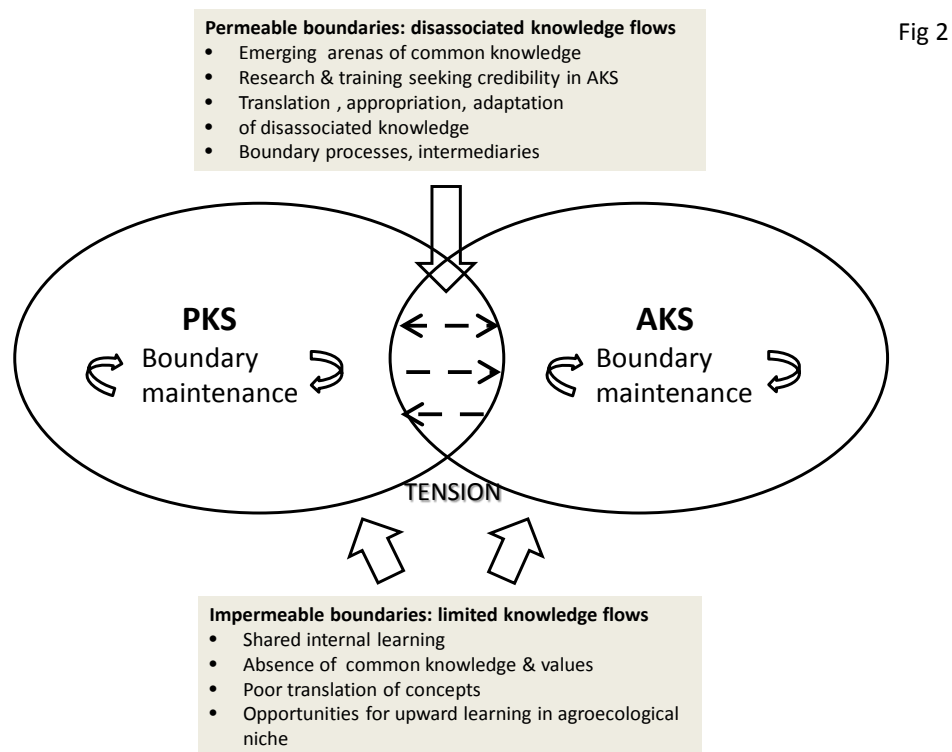 Fig 2
Permeable boundaries: disassociated knowledge flows
• Emerging arenas of common knowledge
• Research & training seeking credibility in AKS
• Translation , appropriation, adaptation
• of disassociated knowledge
• Boundary processes, intermediaries
PKS
Boundary
maintenance
AKS
Boundary
maintenance
TENSION
Impermeable boundaries: limited knowledge flows
• Shared internal learning
• Absence of common knowledge & values
• Poor translation of concepts
• Opportunities for upward learning in agroecological
niche